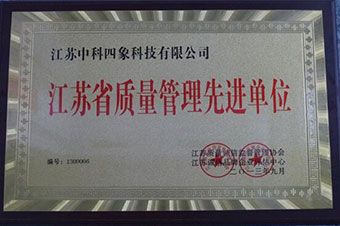 江苏中科四象科技有限公司
江苏省质量管理先进单位
编号:1300006
二〇一三年九月